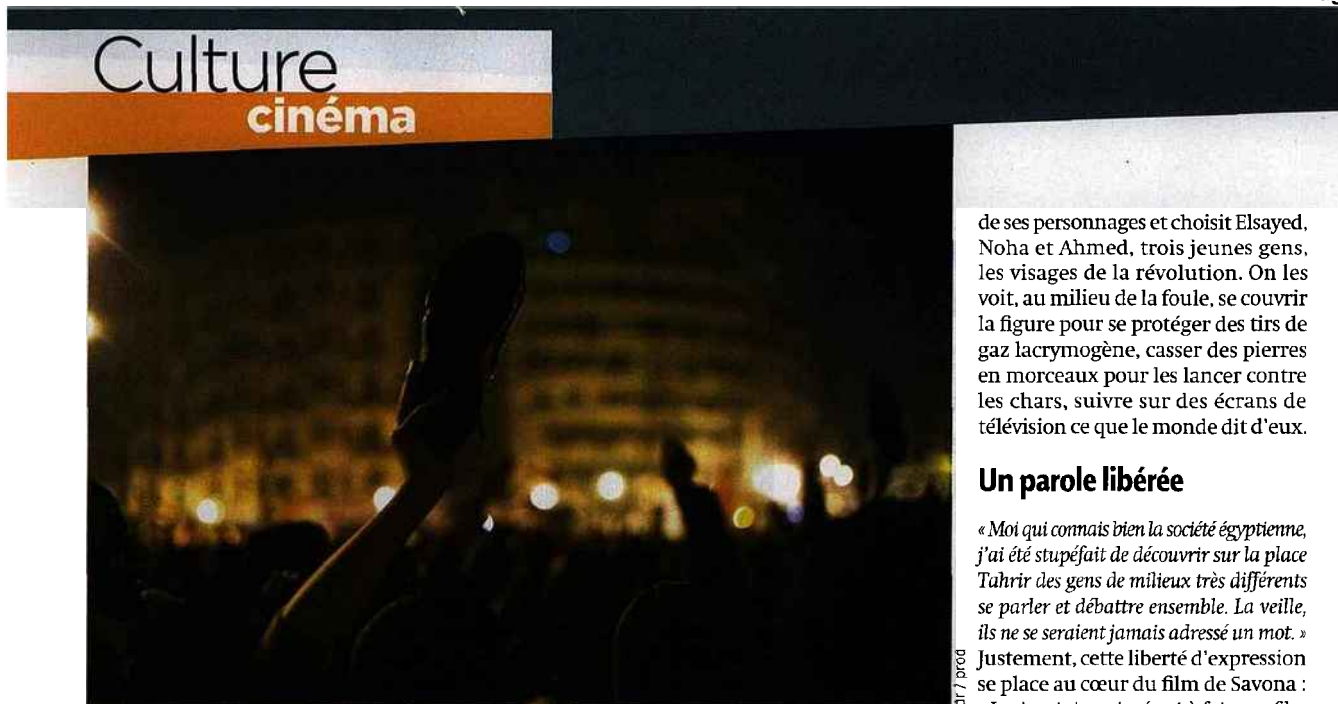 Culture
cinéma
de ses personnages et choisit Elsayed,
Noha et Ahmed, trois jeunes gens,
les visages de la révolution. On les
voit, au milieu de la foule, se couvrir
la figure pour se protéger des tirs de
gaz lacrymogène, casser des pierres
en morceaux pour les lancer contre
les chars, suivre sur des écrans de
télévision ce que le monde dit d'eux.
Un parole libérée
« Moi qui connais bien la société égyptienne,
j'ai été stupéfait de découvrir sur la place
Tahrir des gens de milieux très différents
se parler et débattre ensemble. La veille,
ils ne se seraient jamais adressé un mot. »
Justement, cette liberté d'expression
se place au cœur du film de Savona :
dr / prod